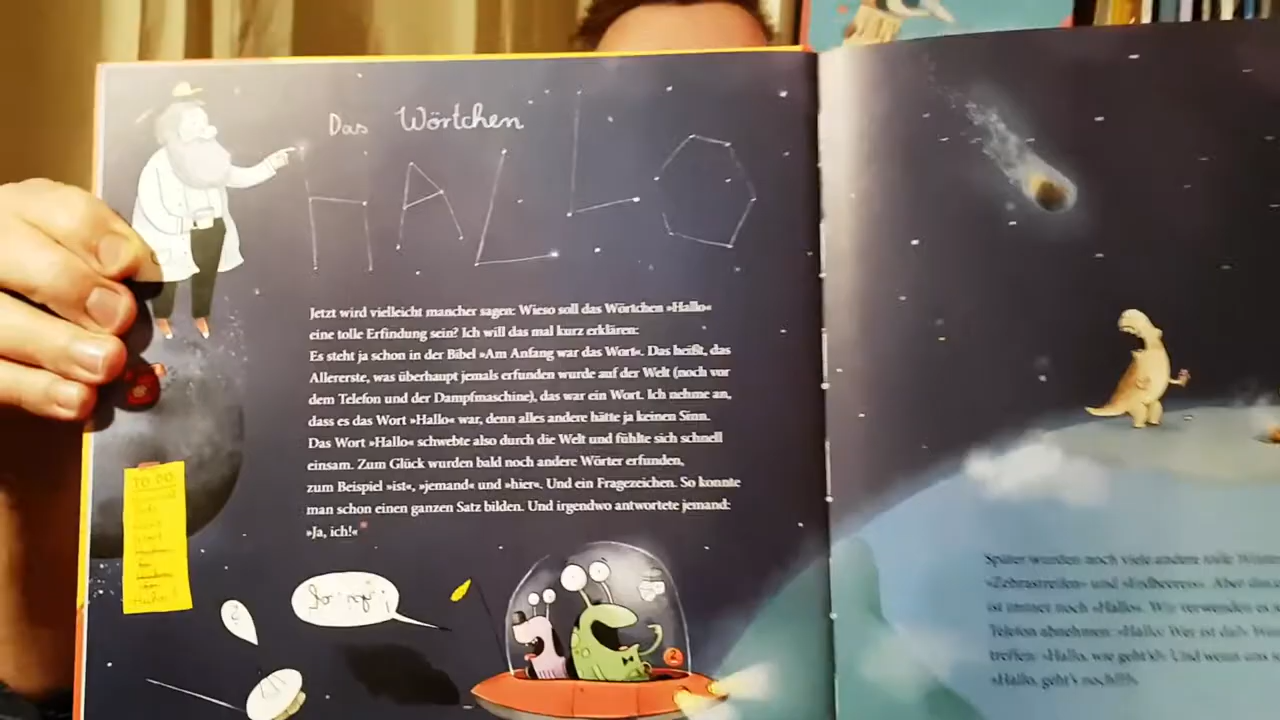 Das Wörtchen
HALLO
Jetzt wird vielleicht mancher sagen: Wieso soll das Wörtchen »Hallo«
eine tolle Erfindung sein? Ich will das mal kurz erklären:
Es steht ja schon in der Bibel »Am Anfang war das Wort«. Das heißt, das
Allererste, was überhaupt jemals erfunden wurde auf der Welt (noch vor
dem Telefon und der Dampfmaschine), das war ein Wort. Ich nehme an,
dass es das Wort »Hallo« war, denn alles andere hätte ja keinen Sinn.
Das Wort »Hallo« schwebte also durch die Welt und fühlte sich schnell
einsam. Zum Glück wurden bald noch andere Wörter erfunden,
zum Beispiel »ist«, »jemand« und »hier«. Und ein Fragezeichen. So konnte
man schon einen ganzen Satz bilden. Und irgendwo antwortete jemand:
»Ja, ich!«
TO DO
Später wurden noch viele andere tolle
»Zebrastreifen« und »Erdbeereis«. Aber das
ist immer noch »Hallo«. Wir verwenden es
Telefon abnehmen: »Hallo? Wer ist da?«
treffen: »Hallo, wie geht's?« Und wenn uns
»Hallo, geht's noch?!?«.